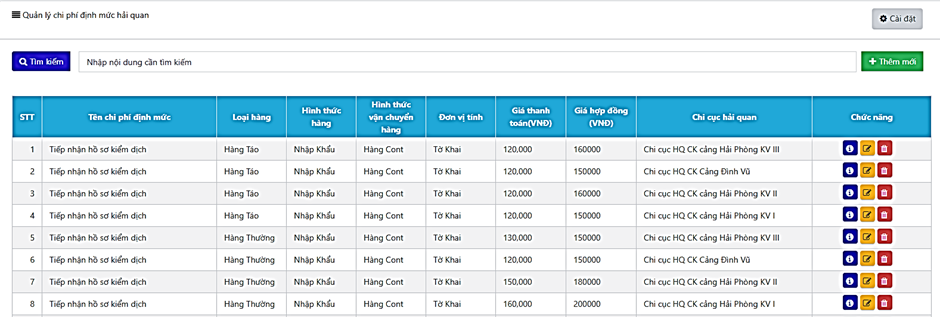 Quản lý chi phí định mức hải quan
Cài đặt
Tìm kiếm Nhập nội dung cần tìm kiếm Thêm mới
STT Tên chi phí định mức Loại hàng Hình thức hàng Hình thức vận chuyển hàng Đơn vị tính Giá thanh toán(VNĐ) Giá hợp đồng (VNĐ) Chi cục hải quan Chức năng
1 Tiếp nhận hồ sơ kiểm dịch Hàng Táo Nhập Khẩu Hàng Cont Tờ Khai 120,000 160000 Chi cục HQ CK cảng Hải Phòng KV III
2 Tiếp nhận hồ sơ kiểm dịch Hàng Táo Nhập Khẩu Hàng Cont Tờ Khai 120,000 150000 Chi cục HQ CK Cảng Đình Vũ
3 Tiếp nhận hồ sơ kiểm dịch Hàng Táo Nhập Khẩu Hàng Cont Tờ Khai 120,000 160000 Chi cục HQ CK cảng Hải Phòng KV II
4 Tiếp nhận hồ sơ kiểm dịch Hàng Táo Nhập Khẩu Hàng Cont Tờ Khai 120,000 150000 Chi cục HQ CK cảng Hải Phòng KV I
5 Tiếp nhận hồ sơ kiểm dịch Hàng Thường Nhập Khẩu Hàng Cont Tờ Khai 130,000 150000 Chi cục HQ CK cảng Hải Phòng KV III
6 Tiếp nhận hồ sơ kiểm dịch Hàng Thường Nhập Khẩu Hàng Cont Tờ Khai 120,000 150000 Chi cục HQ CK Cảng Đình Vũ
7 Tiếp nhận hồ sơ kiểm dịch Hàng Thường Nhập Khẩu Hàng Cont Tờ Khai 150,000 180000 Chi cục HQ CK cảng Hải Phòng KV II
8 Tiếp nhận hồ sơ kiểm dịch Hàng Thường Nhập Khẩu Hàng Cont Tờ Khai 160,000 200000 Chi cục HQ CK cảng Hải Phòng KV I